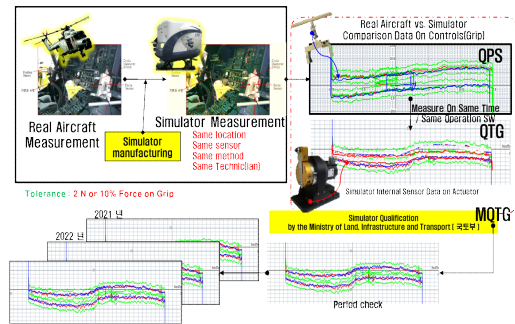 Real Aircraft vs. Simulator
Comparison Data On Controls(Grip)
QPS
Real Aircraft
Measurement
Simulator Measurement
Same location
Same sensor
Same method
Same Technic(ian)
Simulator
manufacturing
Measure On Same Time
/ Same Operation SW
QTG
Simulator Internal Sensor Data on Actuator
Tolerance : 2 N or 10% Force on Grip
MQTG
Simulator Qualification
by the Ministry of Land, Infrastructure and Transport [ 국토부 ]
2021 년
2022 년
Period check